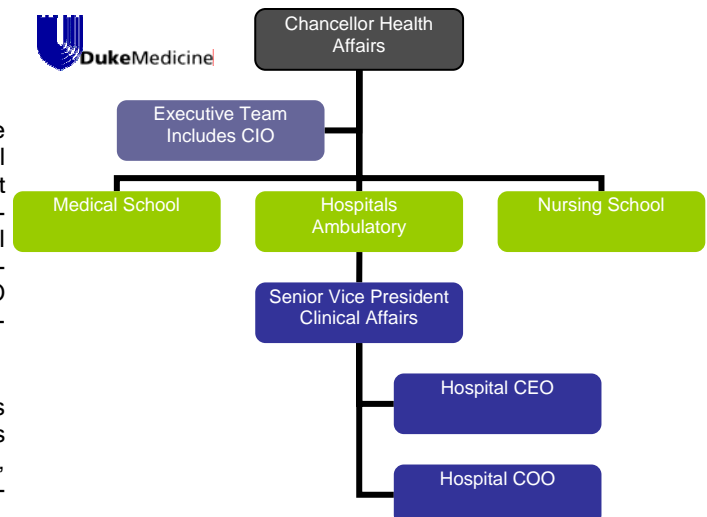 Chancellor Health
Affairs
DukeMedicine
Executive Team
Includes CIO
Medical School
Hospitals
Ambulatory
Nursing School
Senior Vice President
Clinical Affairs
Hospital CEO
Hospital COO